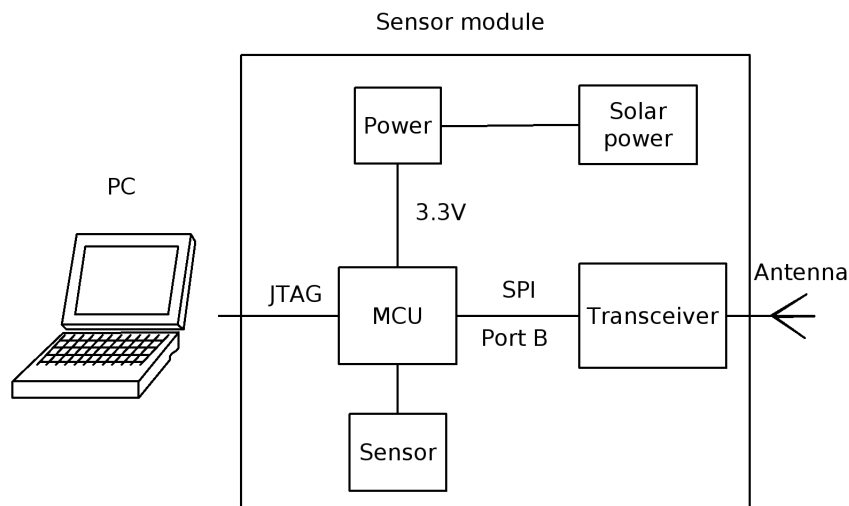 Sensor module
Power
Solar
power
PC
3.3V
JTAG
MCU
SPI
Port B
Transceiver
Antenna
Sensor